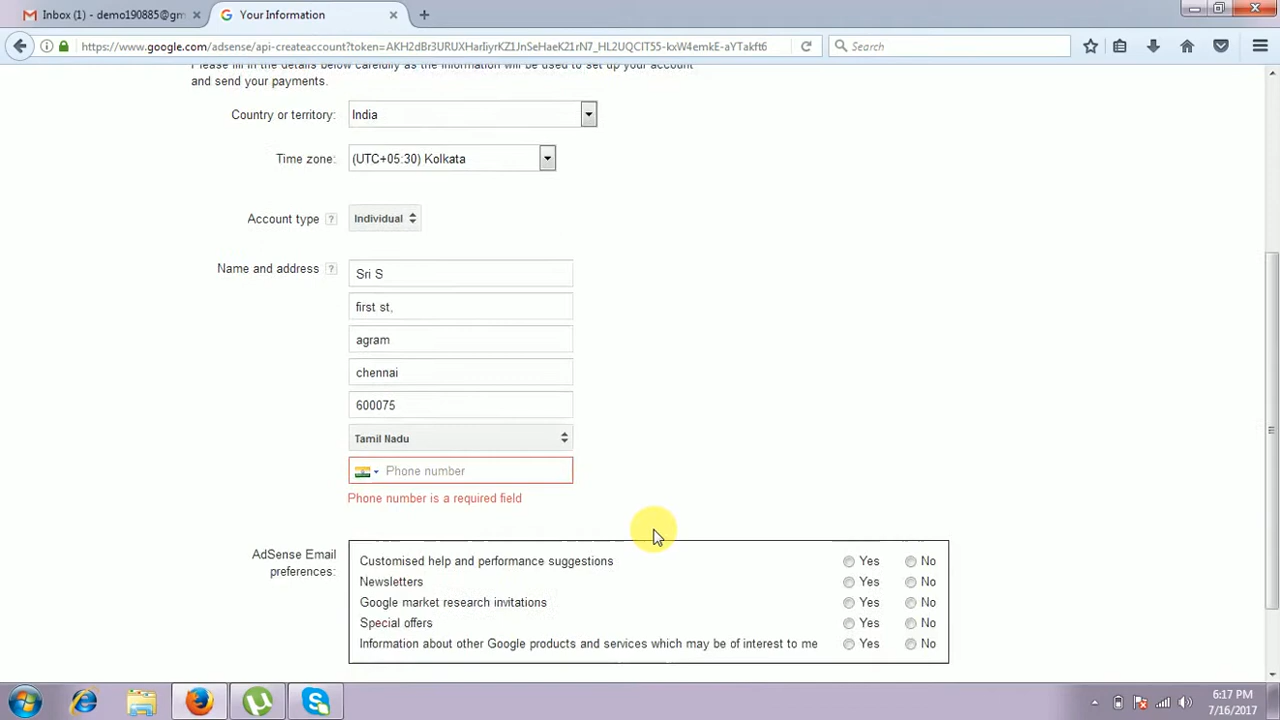 Inbox (1) - demo190885@gm
Your Information
https://www.google.com/adsense/api-createaccount?token=AKH2dBr3URUXHarIiyrKZ1JnSeHaeK21rN7_HL2UQCIT55-kxW4emkE-aYTakft6
Search
Please fill in the details below carefully as the information will be used to set up your account
and send your payments.
Country or territory: India
Time zone: (UTC+05:30) Kolkata
Account type ? Individual
Name and address ? Sri S
first st,
agram
chennai
600075
Tamil Nadu
Phone number
Phone number is a required field
AdSense Email
preferences:
Customised help and performance suggestions Yes No
Newsletters Yes No
Google market research invitations Yes No
Special offers Yes No
Information about other Google products and services which may be of interest to me Yes No
6:17 PM
7/16/2017